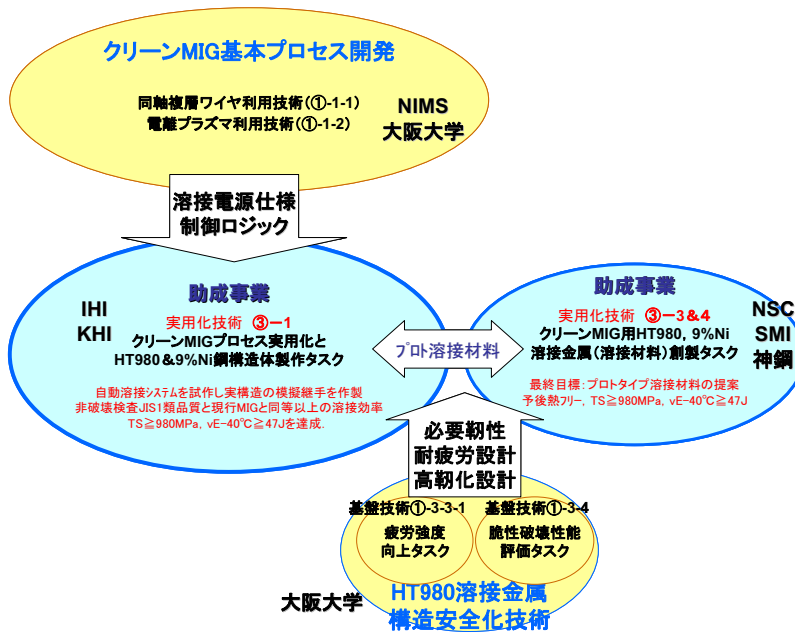 クリーンMIG基本プロセス開発
同軸複層ワイヤ利用技術(①-1-1)
電離プラズマ利用技術(①-1-2)
NIMS
大阪大学
溶接電源仕様
制御ロジック
IHI
KHI
助成事業
実用化技術 ③ー1
クリーンMIGプロセス実用化と
HT980&9%Ni鋼構造体製作タスク
自動溶接システムを試作し実構造の模擬継手を作製
非破壊検査JIS1類品質と現行MIGと同等以上の溶接効率
TS≧980MPa, vE-40℃≧47Jを達成.
プロト溶接材料
助成事業
実用化技術 ③ー3&4
クリーンMIG用HT980, 9%Ni
溶接金属(溶接材料)創製タスク
最終目標:プロトタイプ溶接材料の提案
予後熱フリー, TS≧980MPa, vE-40℃≧47J
NSC
SMI
神鋼
必要靭性
耐疲労設計
高靭化設計
基盤技術①-3-3-1
疲労強度
向上タスク
基盤技術①-3-4
脆性破壊性能
評価タスク
大阪大学
HT980溶接金属
構造安全化技術